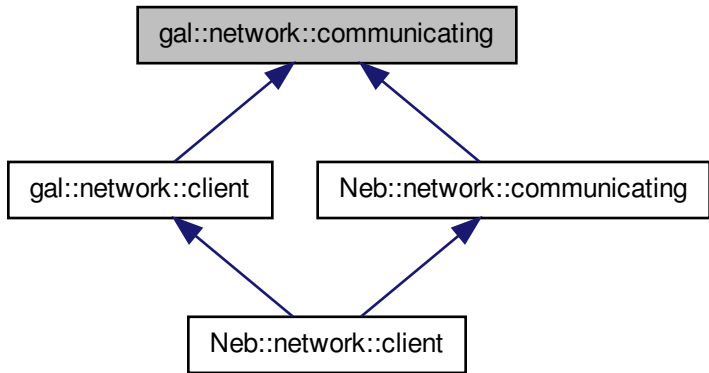 gal::network::communicating
gal::network::client
Neb::network::communicating
Neb::network::client